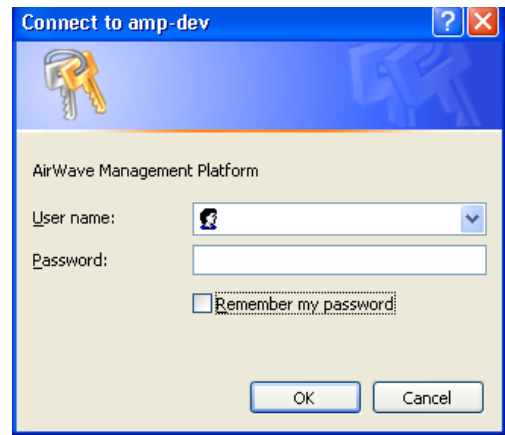 Connect to amp-dev
?
AirWave Management Platform
User name:
Password:
Remember my password
OK Cancel